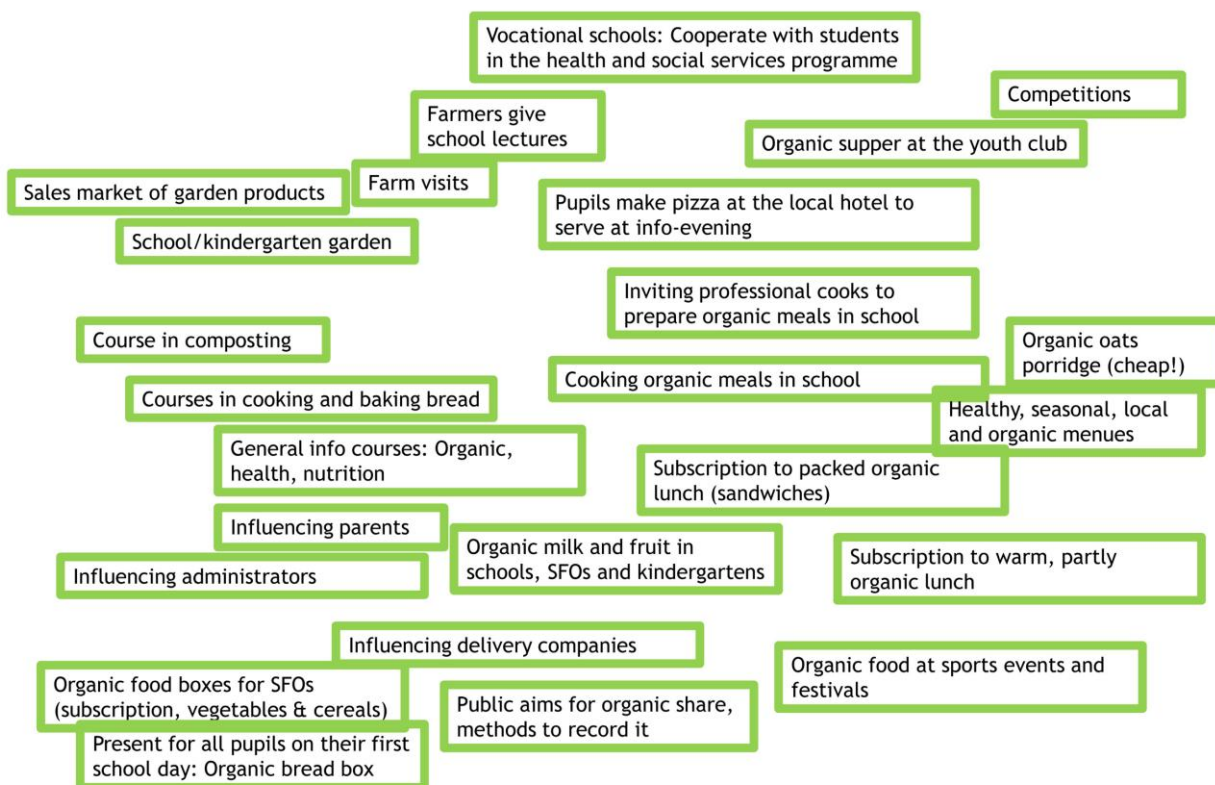 Vocational schools: Cooperate with students
in the health and social services programme
Competitions
Farmers give
school lectures
Organic supper at the youth club
Farm visits
Sales market of garden products
Pupils make pizza at the local hotel to
serve at info-evening
School/kindergarten garden
Inviting professional cooks to
prepare organic meals in school
Course in composting
Organic oats
porridge (cheap!)
Cooking organic meals in school
Courses in cooking and baking bread
Healthy, seasonal, local
and organic menues
General info courses: Organic,
health, nutrition
Subscription to packed organic
lunch (sandwiches)
Influencing parents
Organic milk and fruit in
schools, SFOs and kindergartens
Subscription to warm, partly
organic lunch
Influencing administrators
Influencing delivery companies
Organic food at sports events and
festivals
Organic food boxes for SFOs
(subscription, vegetables & cereals)
Public aims for organic share,
methods to record it
Present for all pupils on their first
school day: Organic bread box